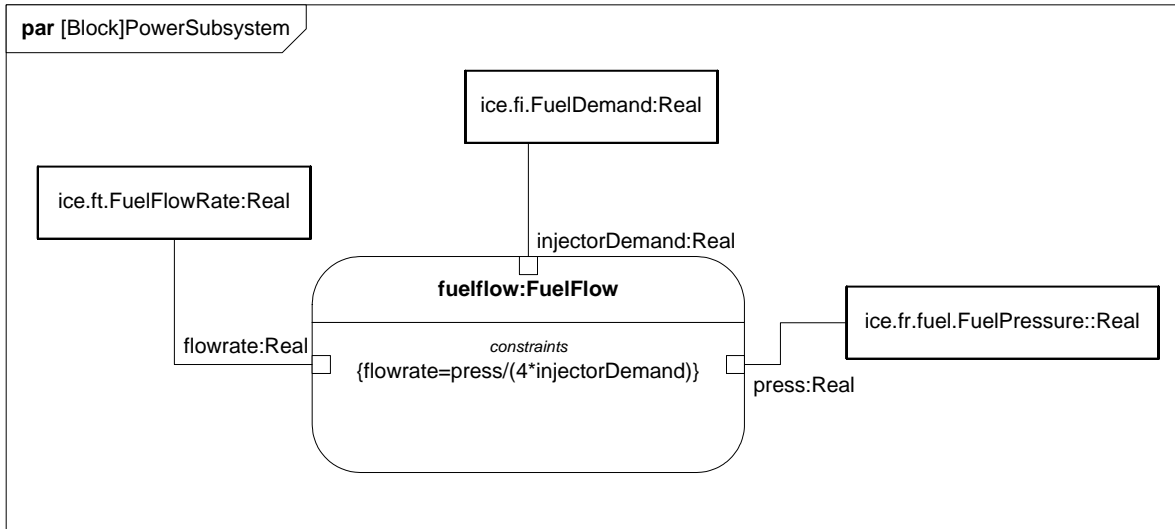 par [Block]PowerSubsystem
ice.fi.FuelDemand:Real
ice.ft.FuelFlowRate:Real
injectorDemand:Real
fuelflow:FuelFlow
ice.fr.fuel.FuelPressure::Real
flowrate:Real
constraints
{flowrate=press/(4*injectorDemand)}
press:Real